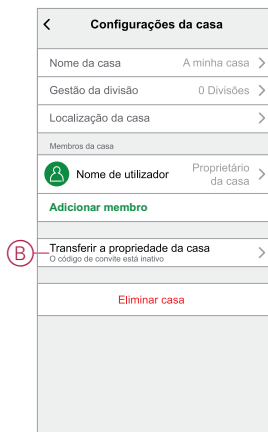 Configurações da casa
Nome da casa A minha casa
Gestão da divisão 0 Divisões
Localização da casa
Membros da casa
Nome de utilizador Proprietário da casa
Adicionar membro
B
Transferir a propriedade da casa
O código de convite está inativo
Eliminar casa